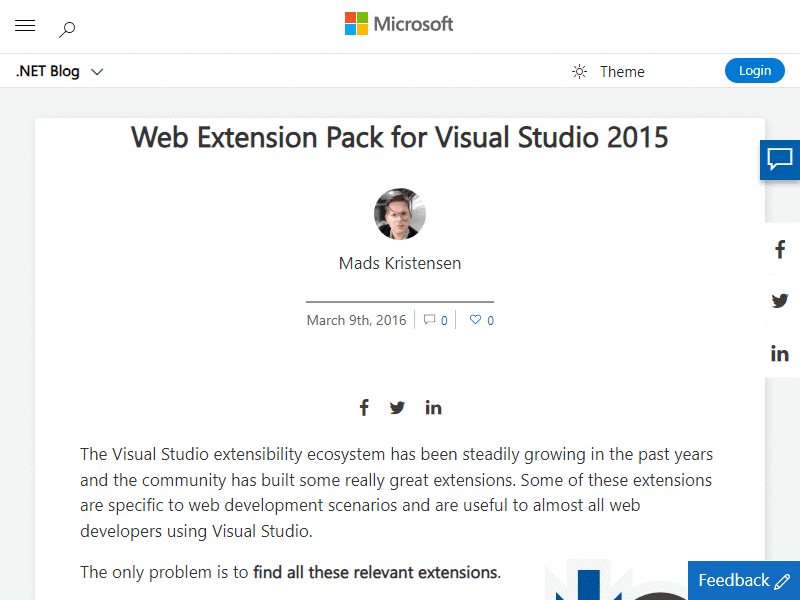 Microsoft
.NET Blog
Theme
Login
Web Extension Pack for Visual Studio 2015
Mads Kristensen
March 9th, 2016
0
0
The Visual Studio extensibility ecosystem has been steadily growing in the past years
and the community has built some really great extensions. Some of these extensions
are specific to web development scenarios and are useful to almost all web
developers using Visual Studio.
The only problem is to find all these relevant extensions.
Feedback